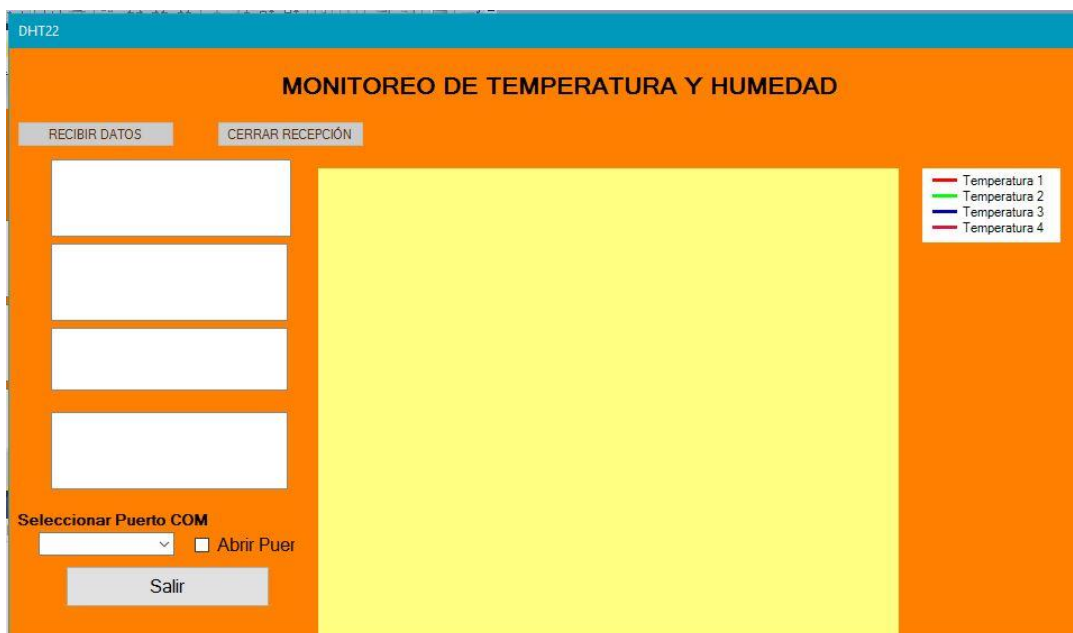 DHT22
MONITOREO DE TEMPERATURA Y HUMEDAD
RECIBIR DATOS
CERRAR RECEPCIÓN
Temperatura 1
Temperatura 2
Temperatura 3
Temperatura 4
Seleccionar Puerto COM
Abrir Puer
Salir